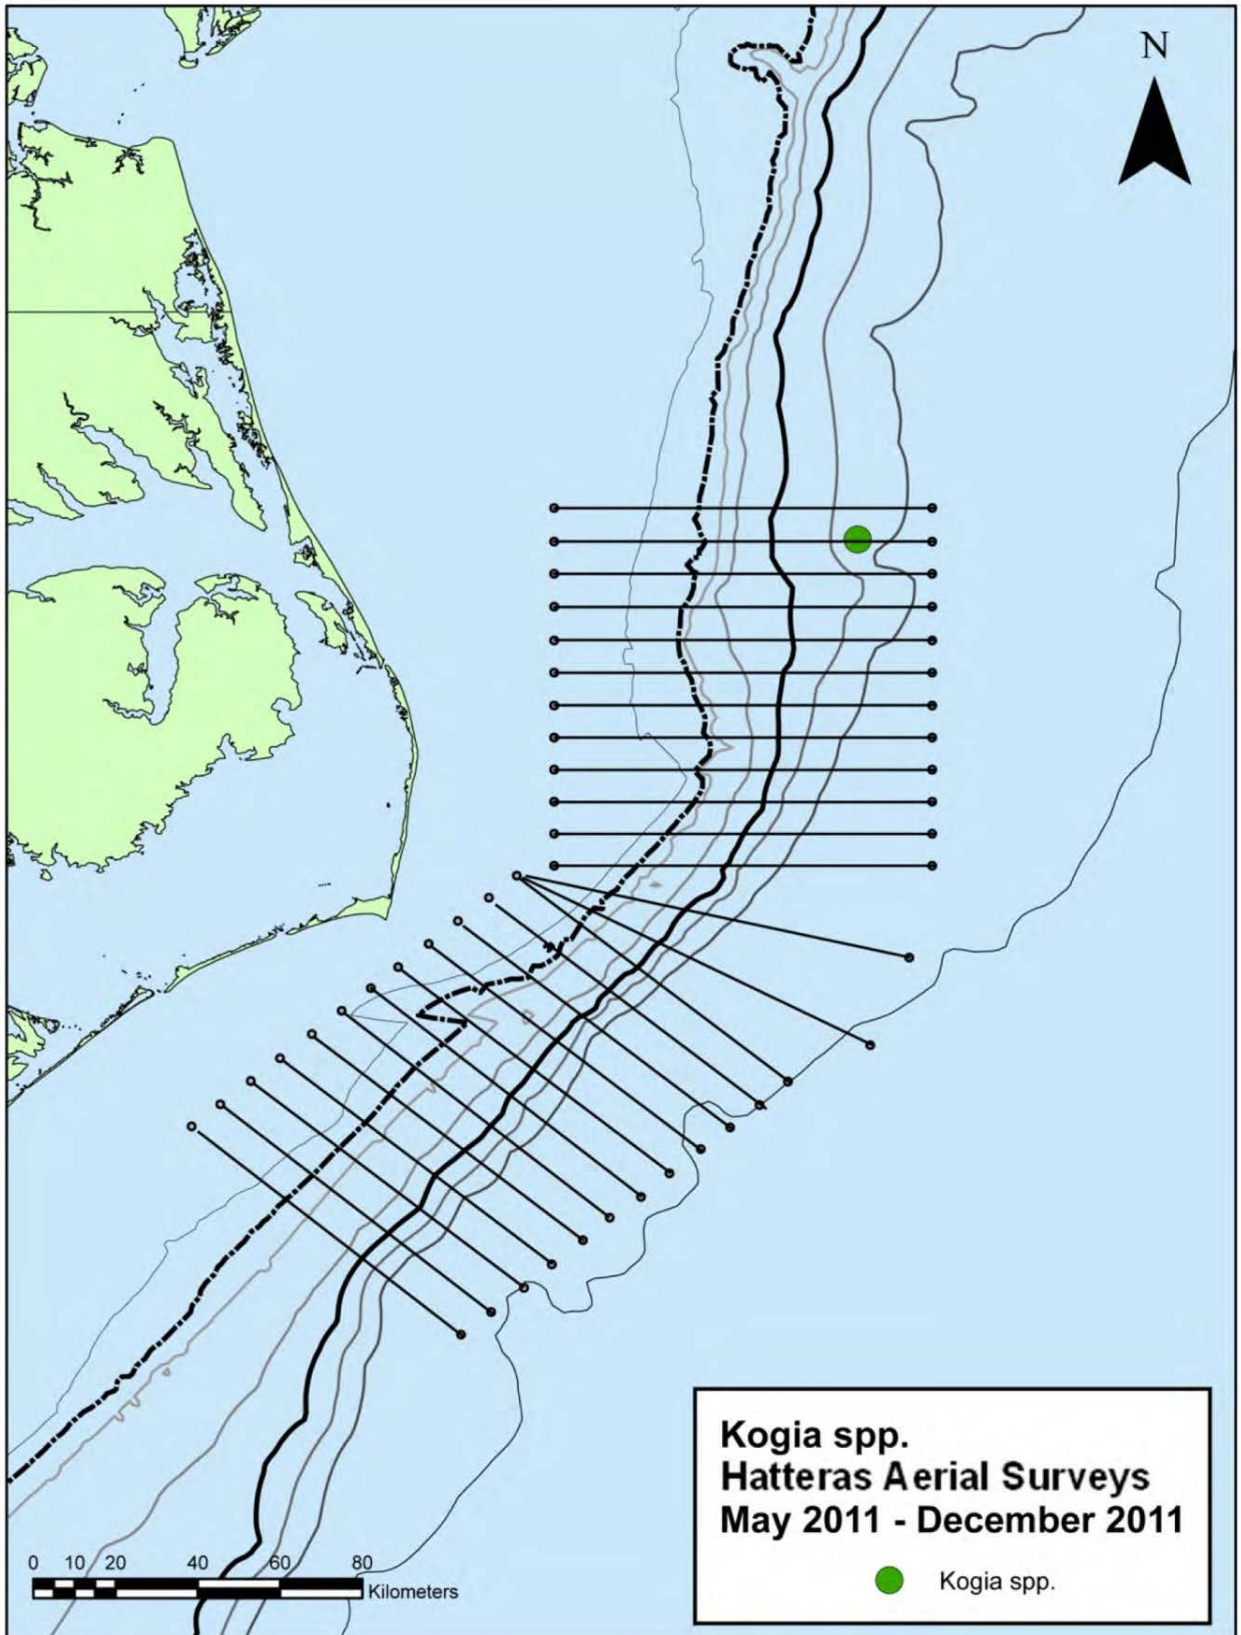 N
Kogia spp.
Hatteras Aerial Surveys
May 2011 - December 2011
Kogia spp.
0 10 20 40 60 80
Kilometers